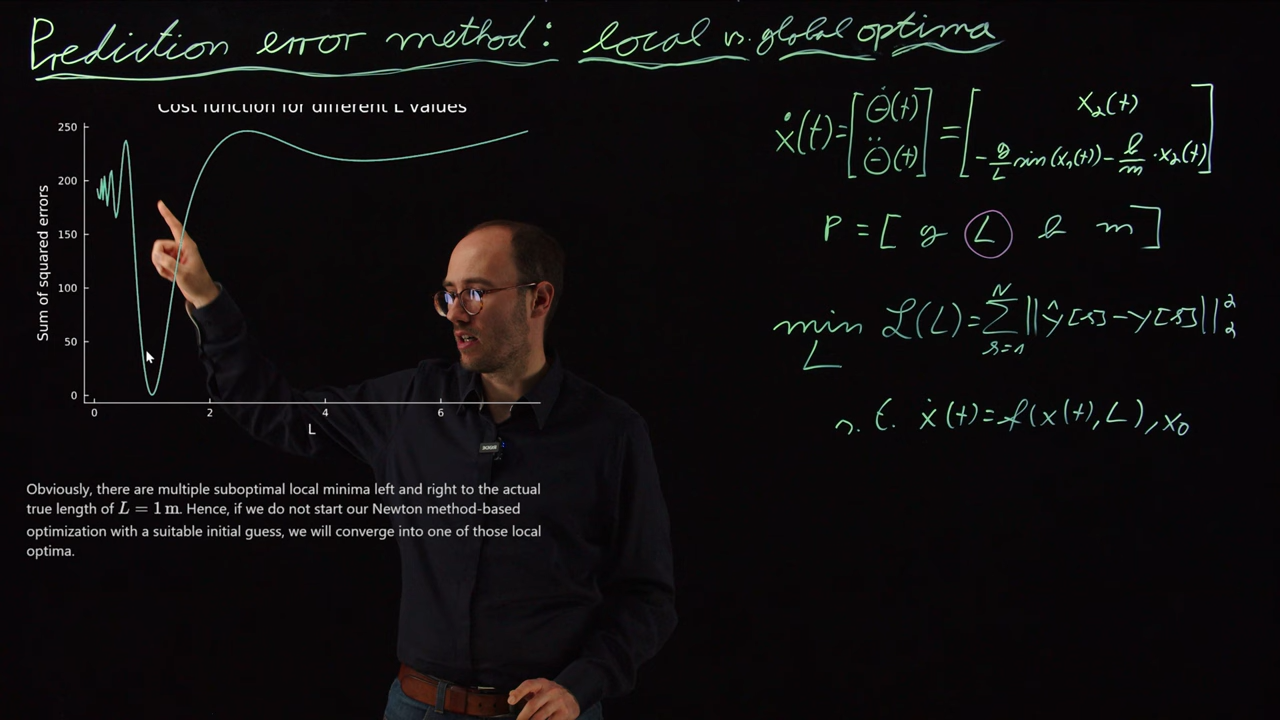 Prediction error method: local vs. global optima
Cost function for different L values
Sum of squared errors
250
200
150
100
50
0
0 2 4 6
L
Obviously, there are multiple suboptimal local minima left and right to the actual
true length of L = 1 m. Hence, if we do not start our Newton method-based
optimization with a suitable initial guess, we will converge into one of those local
optima.
ẋ(t) = [θ̇(t) θ̈(t)] = [x₂(t) -g/L sin(x₁(t)) - b/m · x₂(t)]
P = [ g L b m ]
min_L ℒ(L) = Σ_{k=1}^{N} ||ŷ[k] - y[k]||₂²
s.t. ẋ(t) = f(x(t), L), x₀